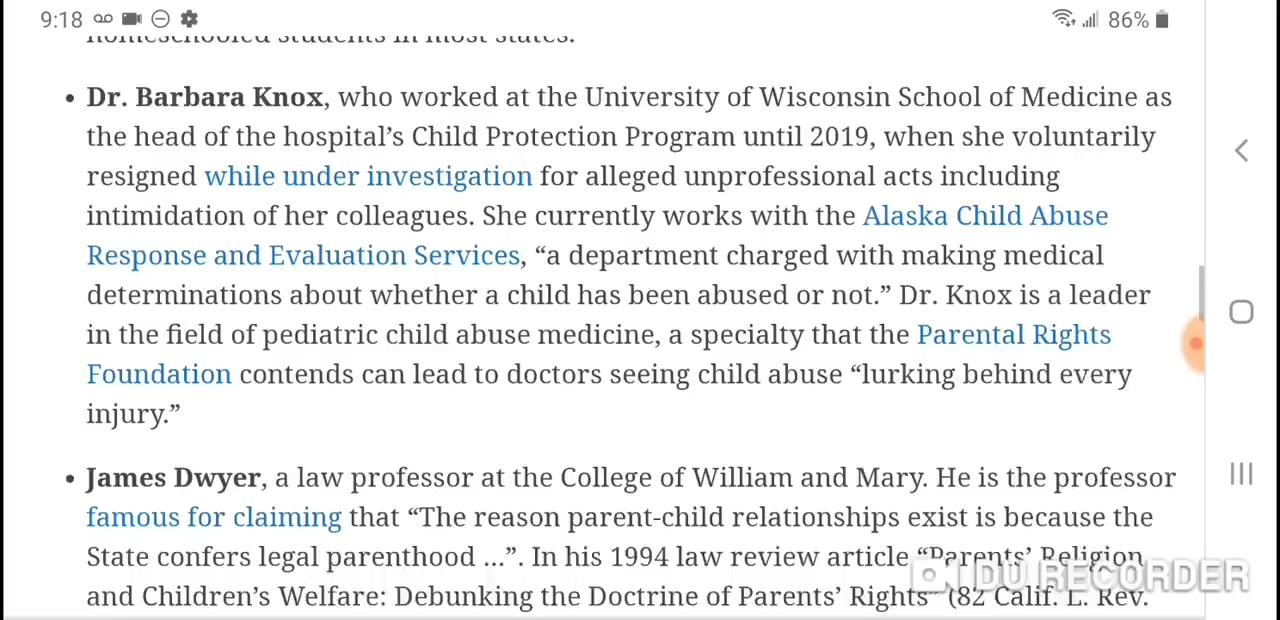 9:18
86%
homeschooled students in most states.
• Dr. Barbara Knox, who worked at the University of Wisconsin School of Medicine as
the head of the hospital’s Child Protection Program until 2019, when she voluntarily
resigned while under investigation for alleged unprofessional acts including
intimidation of her colleagues. She currently works with the Alaska Child Abuse
Response and Evaluation Services, “a department charged with making medical
determinations about whether a child has been abused or not.” Dr. Knox is a leader
in the field of pediatric child abuse medicine, a specialty that the Parental Rights
Foundation contends can lead to doctors seeing child abuse “lurking behind every
injury.”
• James Dwyer, a law professor at the College of William and Mary. He is the professor
famous for claiming that “The reason parent-child relationships exist is because the
State confers legal parenthood ...”. In his 1994 law review article “Parents’ Religion
and Children’s Welfare: Debunking the Doctrine of Parents’ Rights” (82 Calif. L. Rev.
DU RECORDER